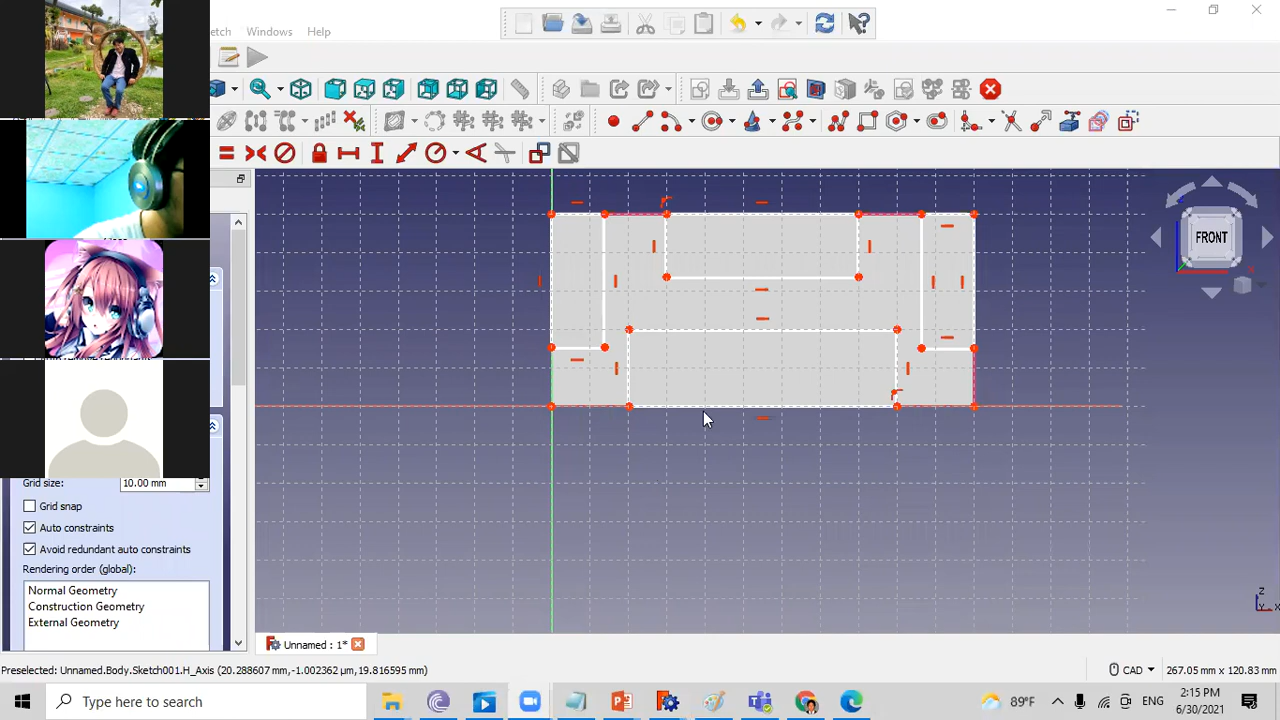 etch Windows Help
FRONT
Grid size: 10.00 mm
Grid snap
Auto constraints
Avoid redundant auto constraints
Rendering order (global):
Normal Geometry
Construction Geometry
External Geometry
Z
X
Unnamed : 1*
Preselected: Unnamed.Body.Sketch001.H_Axis (20.288607 mm,-1.002362 µm,19.816595 mm)
CAD 267.05 mm x 120.83 mm
Type here to search
89°F ENG 2:15 PM
6/30/2021